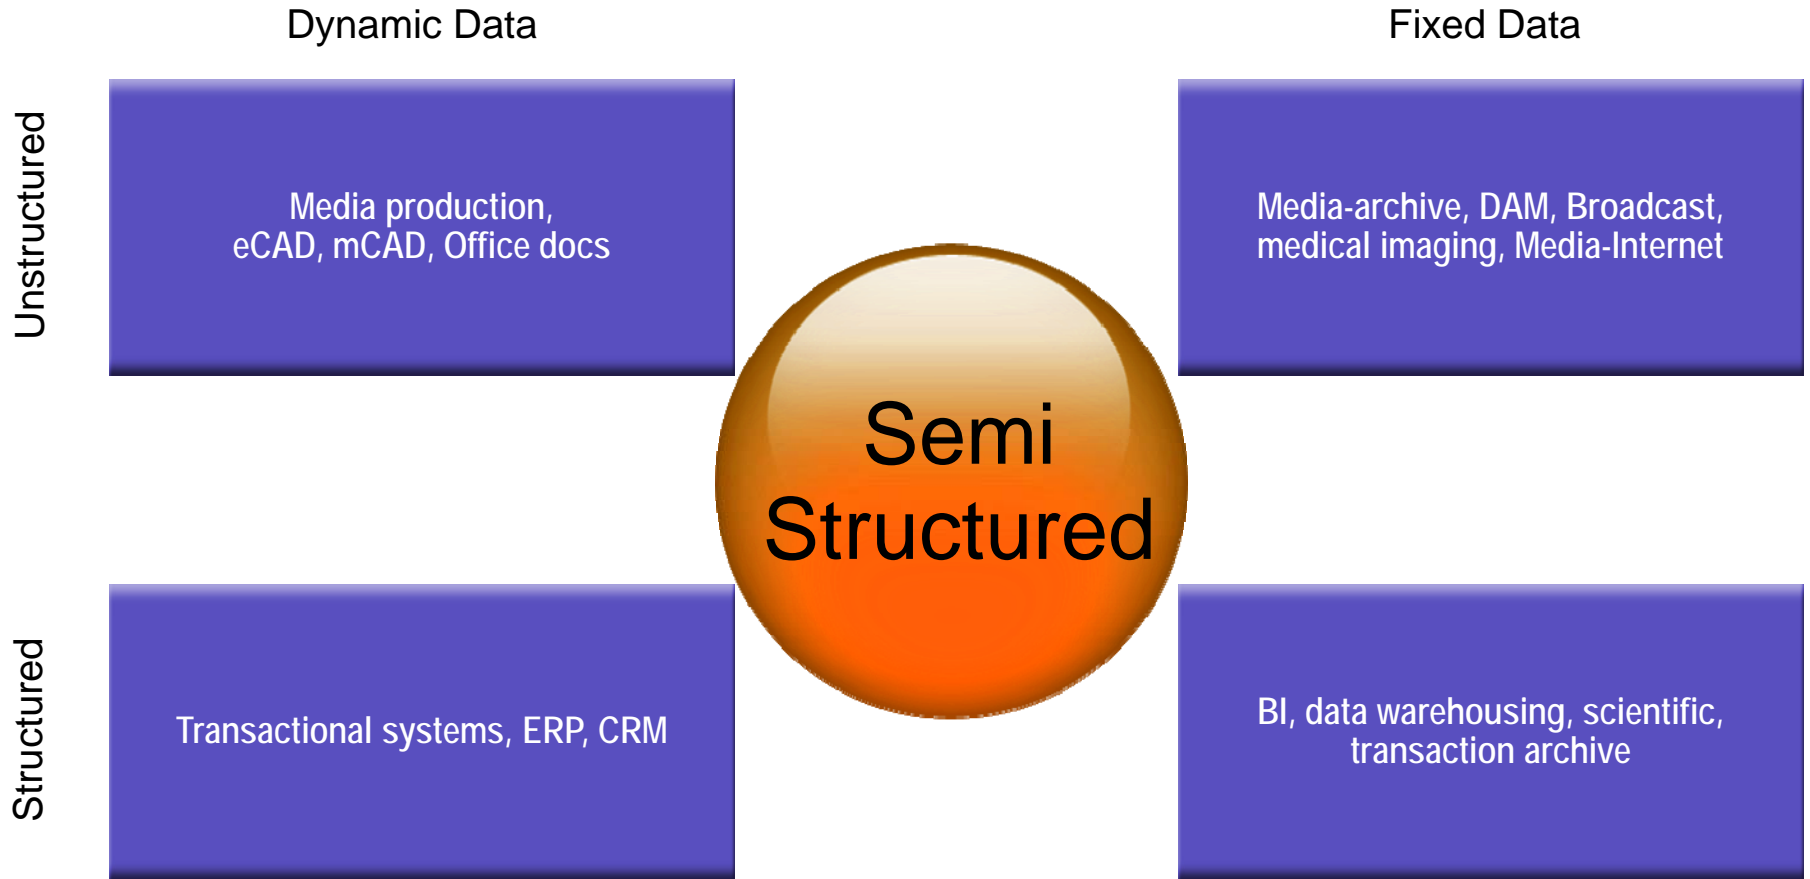 Dynamic Data
Fixed Data
Unstructured
Media production,
eCAD, mCAD, Office docs
Media-archive, DAM, Broadcast,
medical imaging, Media-Internet
Semi
Structured
Structured
Transactional systems, ERP, CRM
BI, data warehousing, scientific,
transaction archive